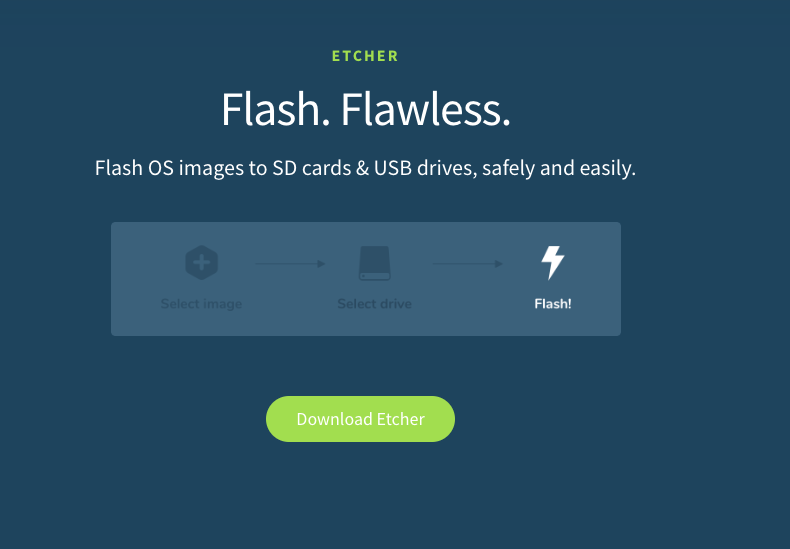 ETCHER
Flash. Flawless.
Flash OS images to SD cards & USB drives, safely and easily.
Select image
Select drive
Flash!
Download Etcher